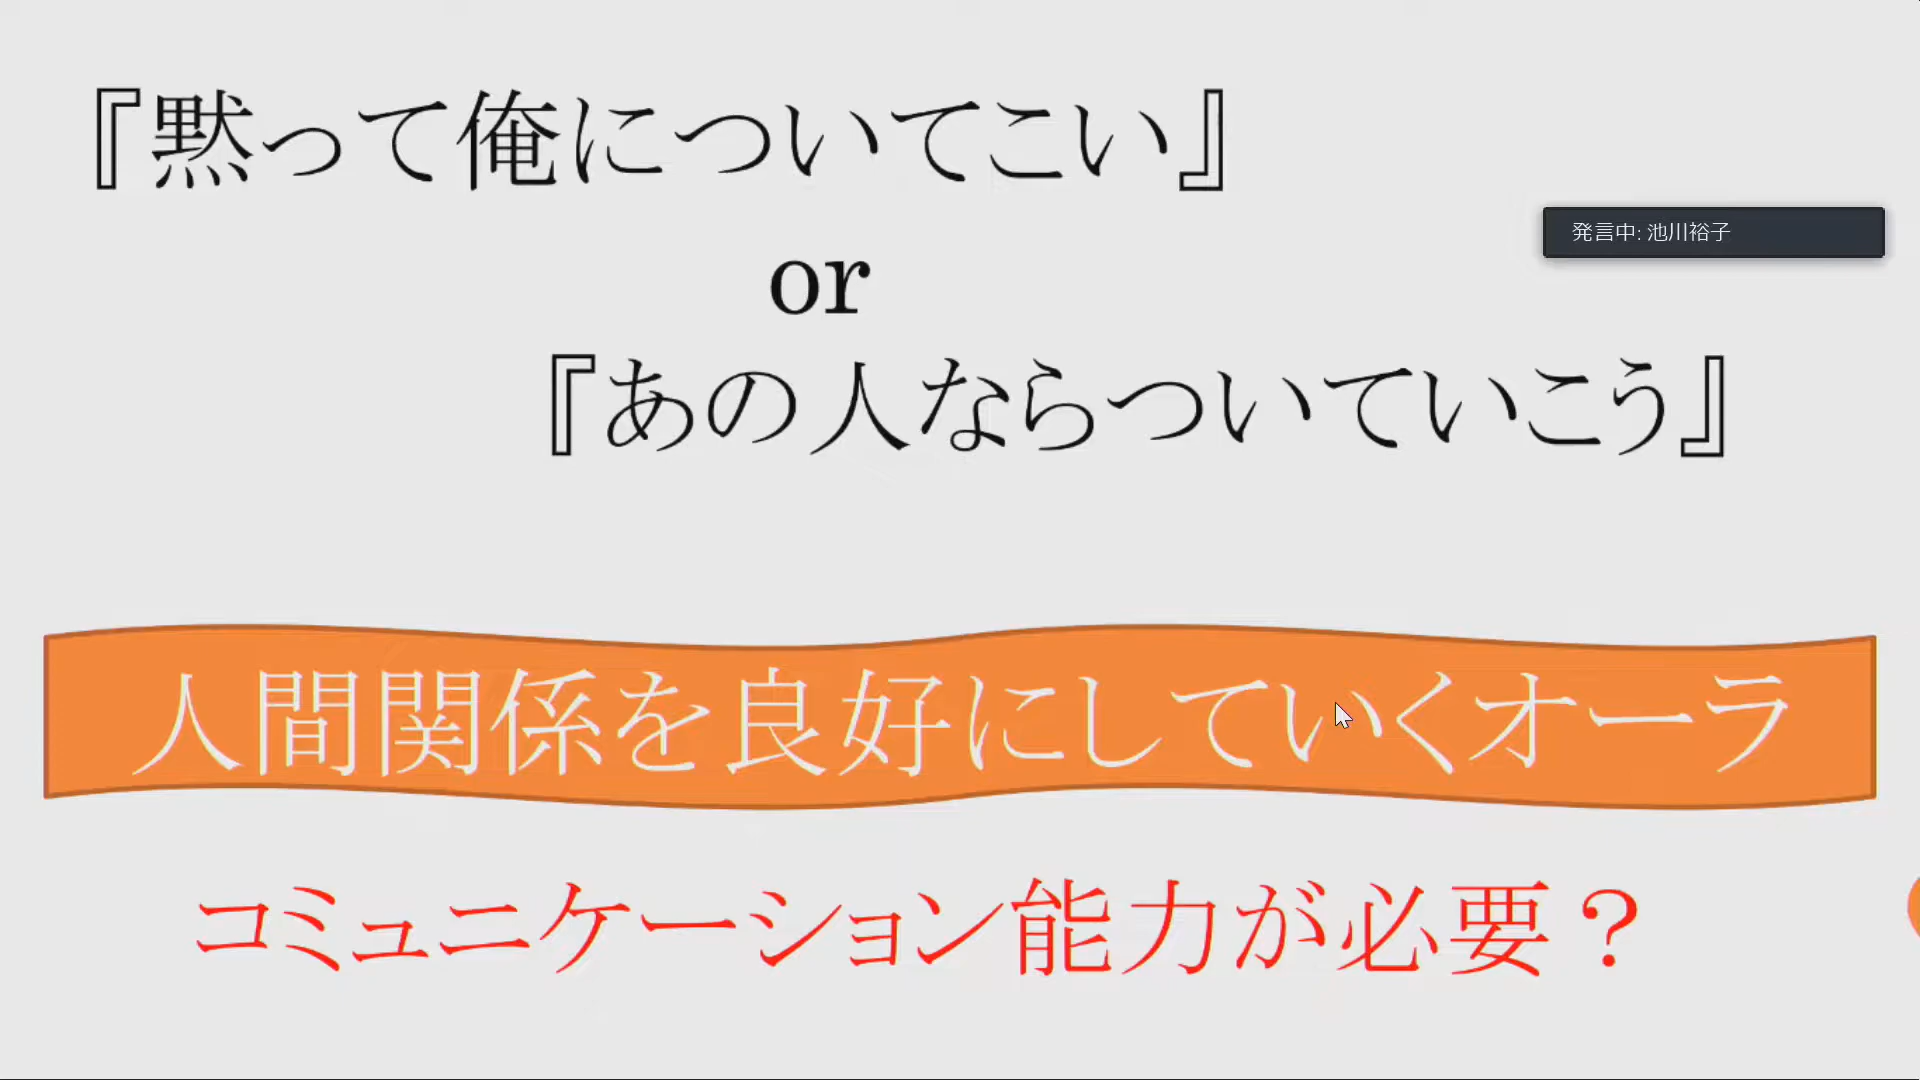 『黙って俺についてこい』
発言中: 池川裕子
or
『あの人ならついていこう』
人間関係を良好にしていくオーラ
コミュニケーション能力が必要？